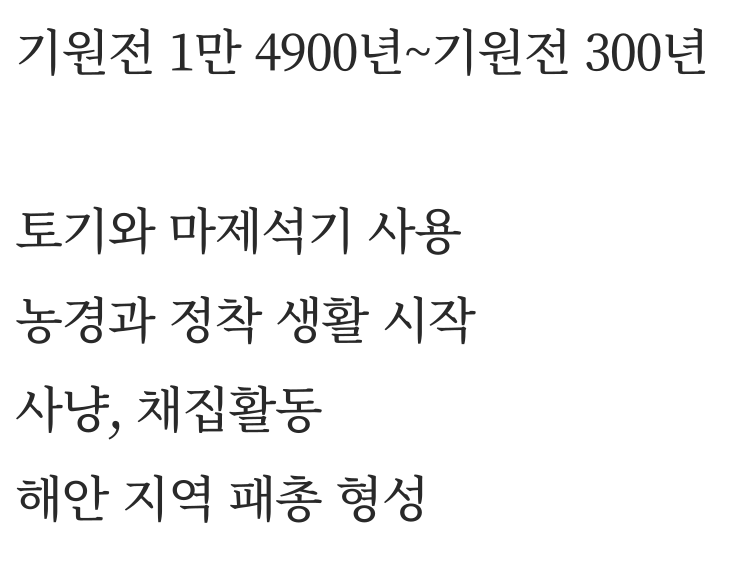 기원전 1만 4900년~기원전 300년
토기와 마제석기 사용
농경과 정착 생활 시작
사냥, 채집활동
해안 지역 패총 형성